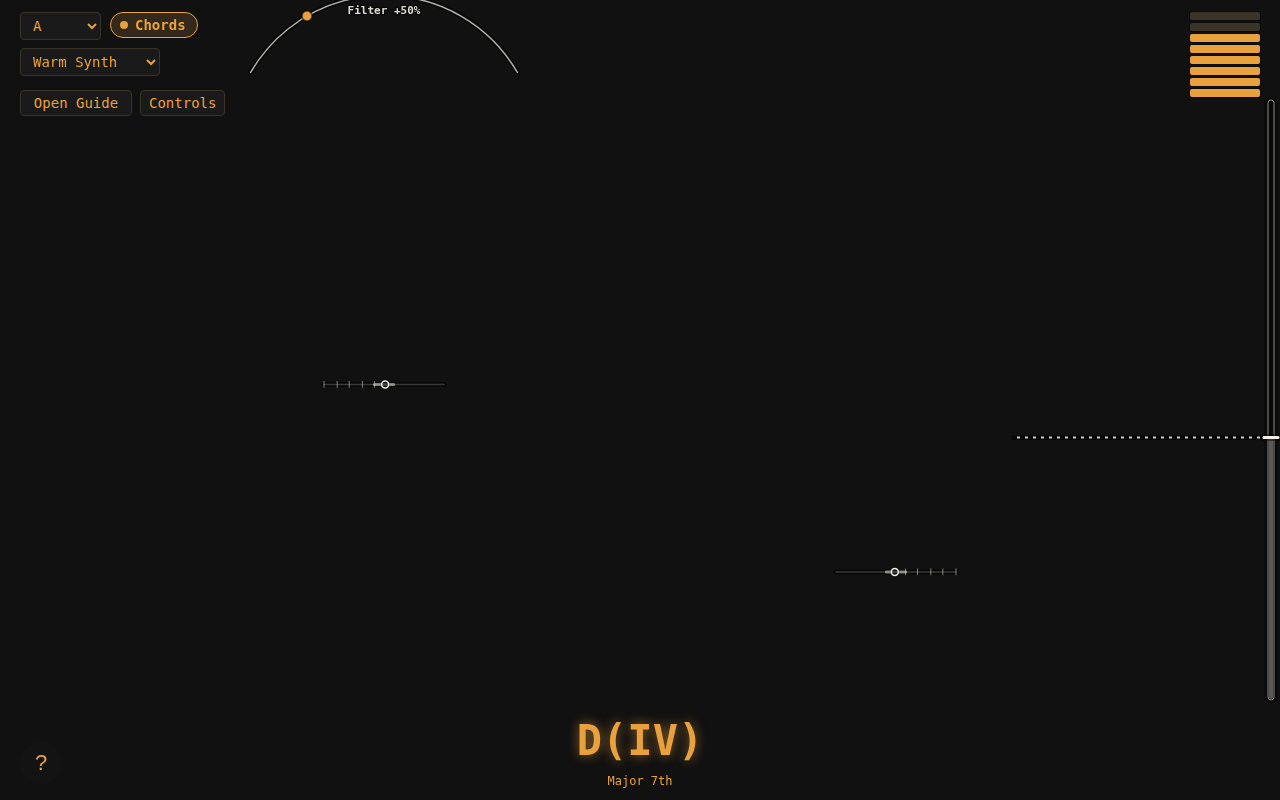 A
Chords
Filter +50%
Warm Synth
Open Guide
Controls
D(IV)
Major 7th
?